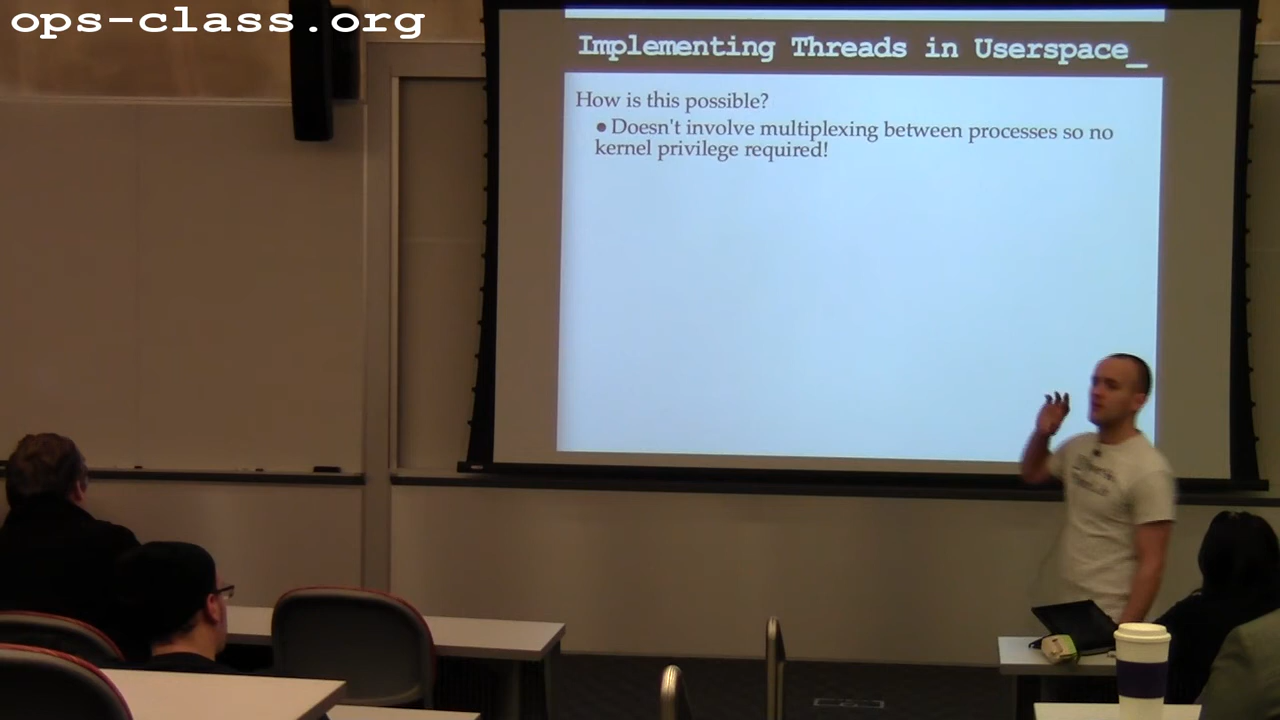 ops-class.org
Implementing Threads in Userspace_
How is this possible?
● Doesn't involve multiplexing between processes so no
kernel privilege required!